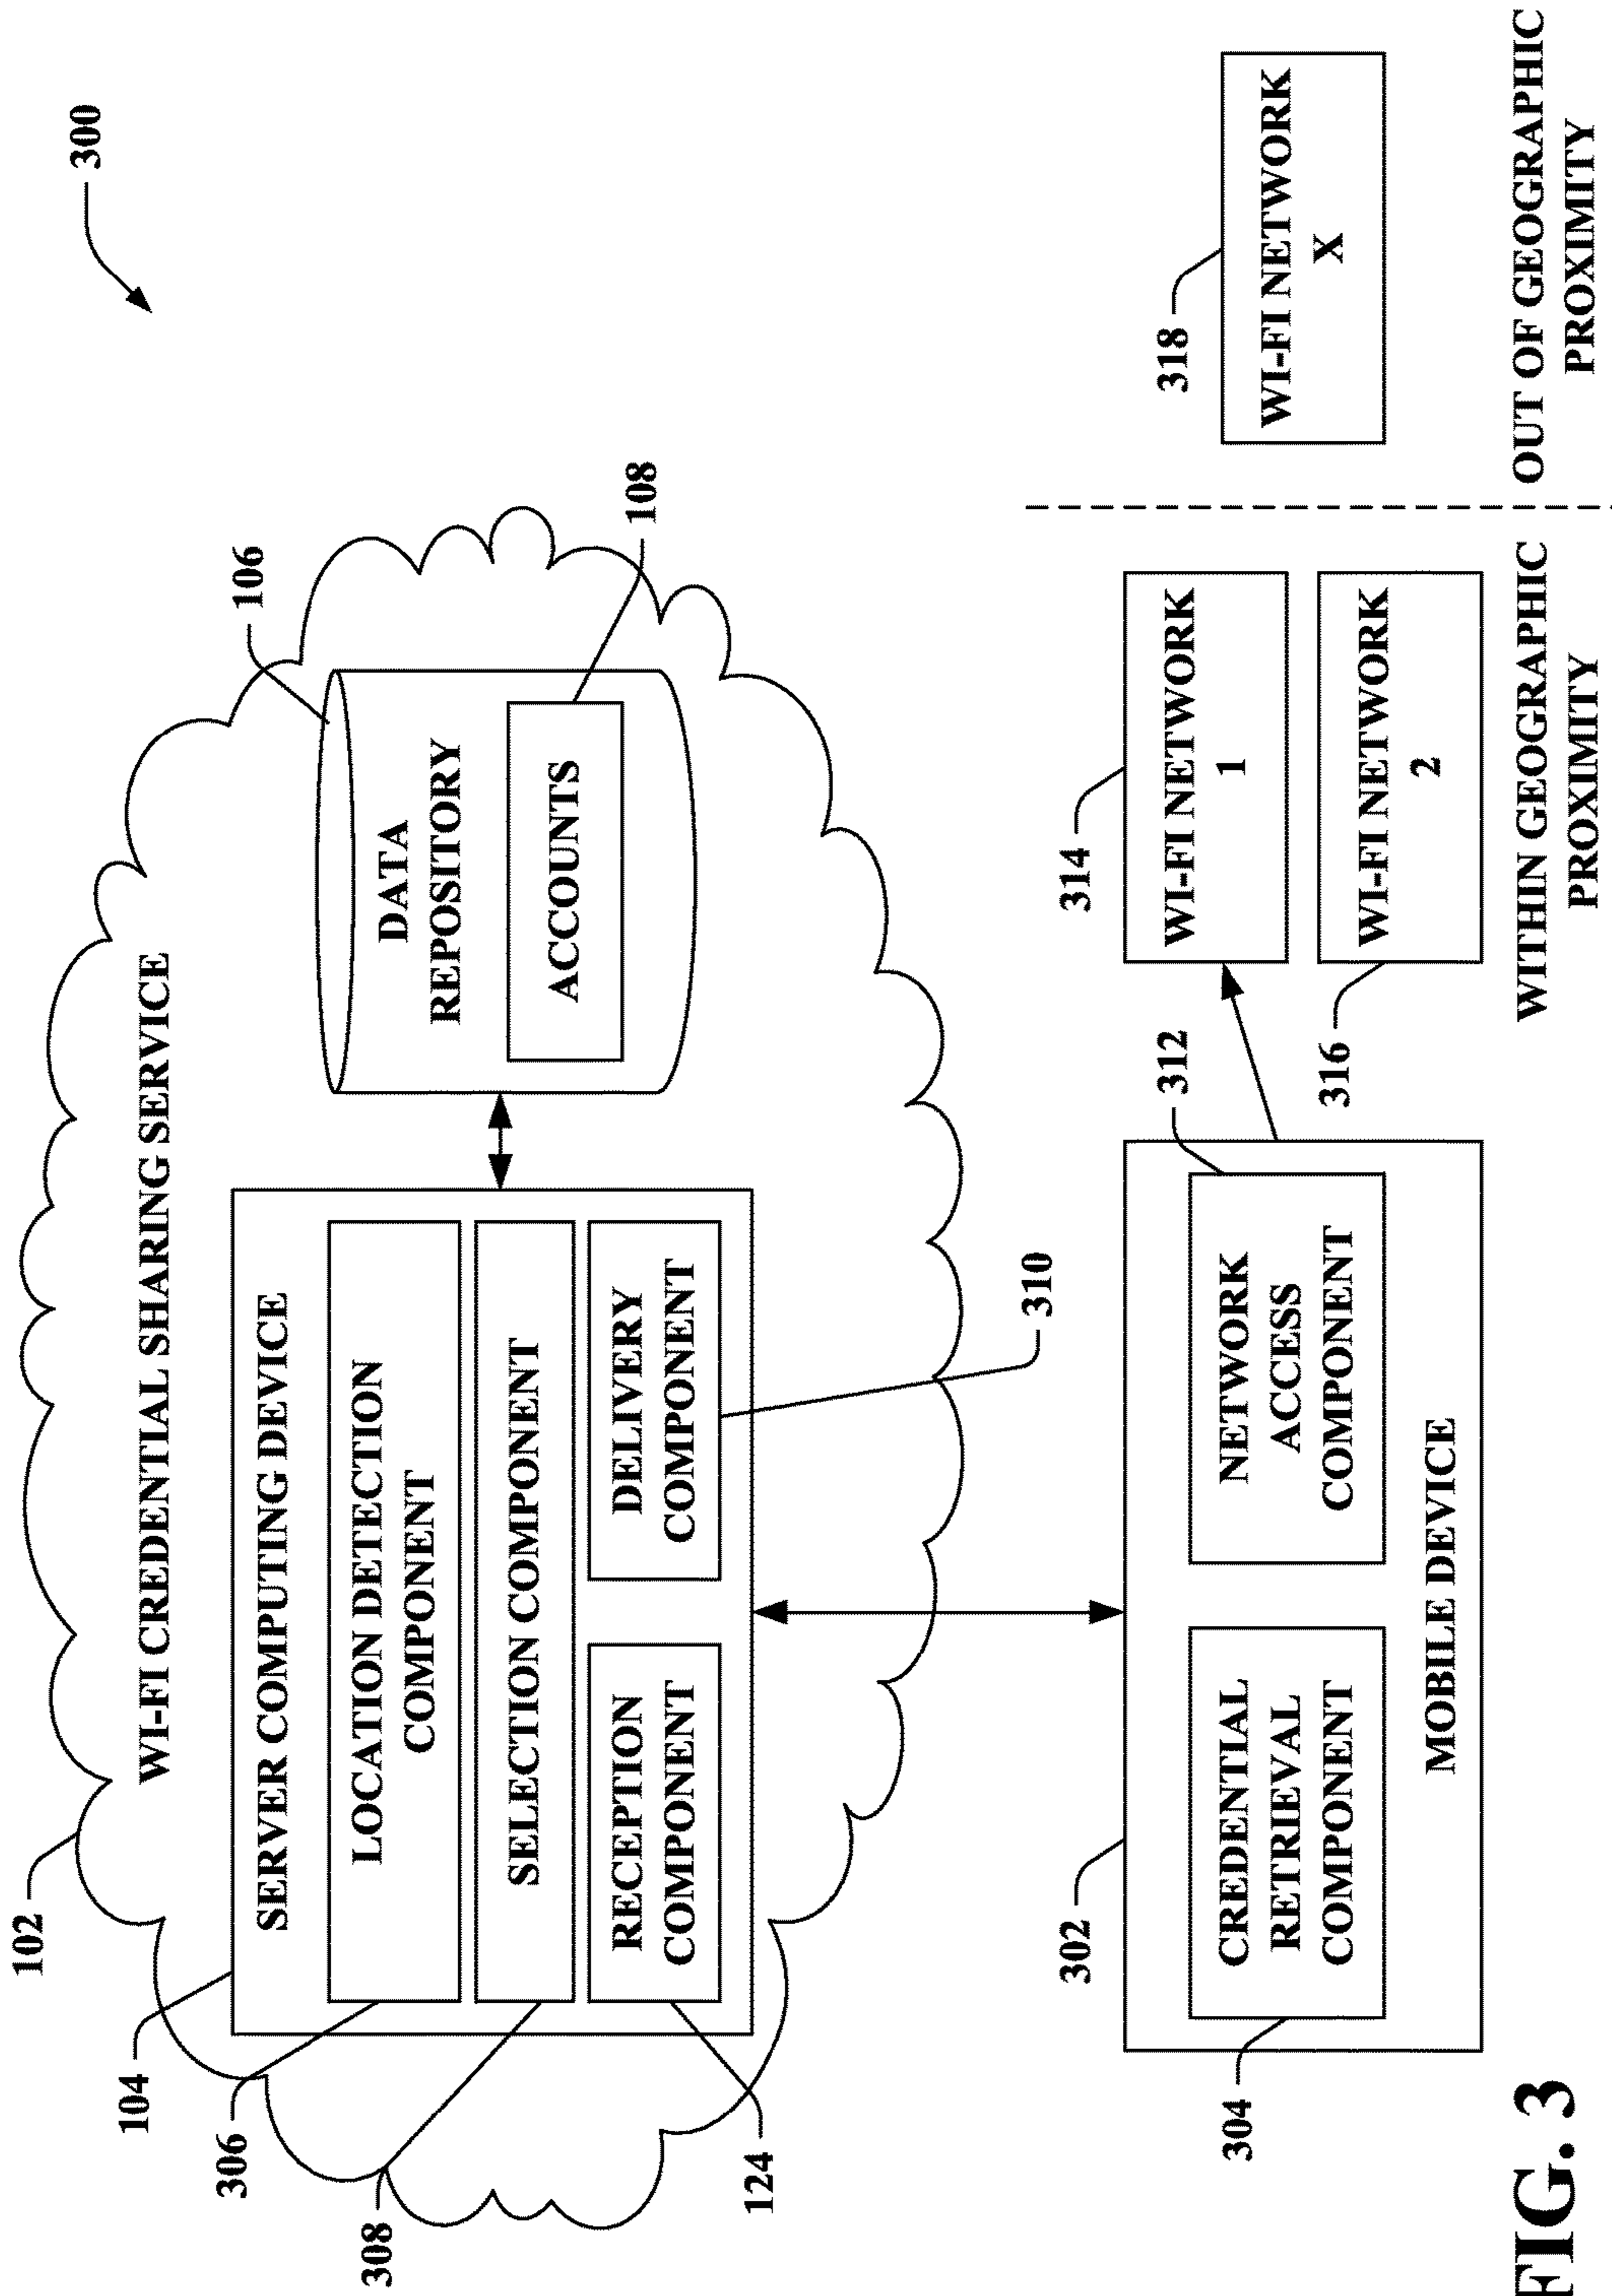 300
102
WI-FI CREDENTIAL SHARING SERVICE
104
SERVER COMPUTING DEVICE
306
LOCATION DETECTION
COMPONENT
308
SELECTION COMPONENT
124
RECEPTION
COMPONENT
DELIVERY
COMPONENT
310
106
DATA
REPOSITORY
ACCOUNTS
108
302
304
CREDENTIAL
RETRIEVAL
COMPONENT
312
NETWORK
ACCESS
COMPONENT
MOBILE DEVICE
314
WI-FI NETWORK
1
316
WI-FI NETWORK
2
WITHIN GEOGRAPHIC
PROXIMITY
318
WI-FI NETWORK
X
OUT OF GEOGRAPHIC
PROXIMITY
FIG. 3